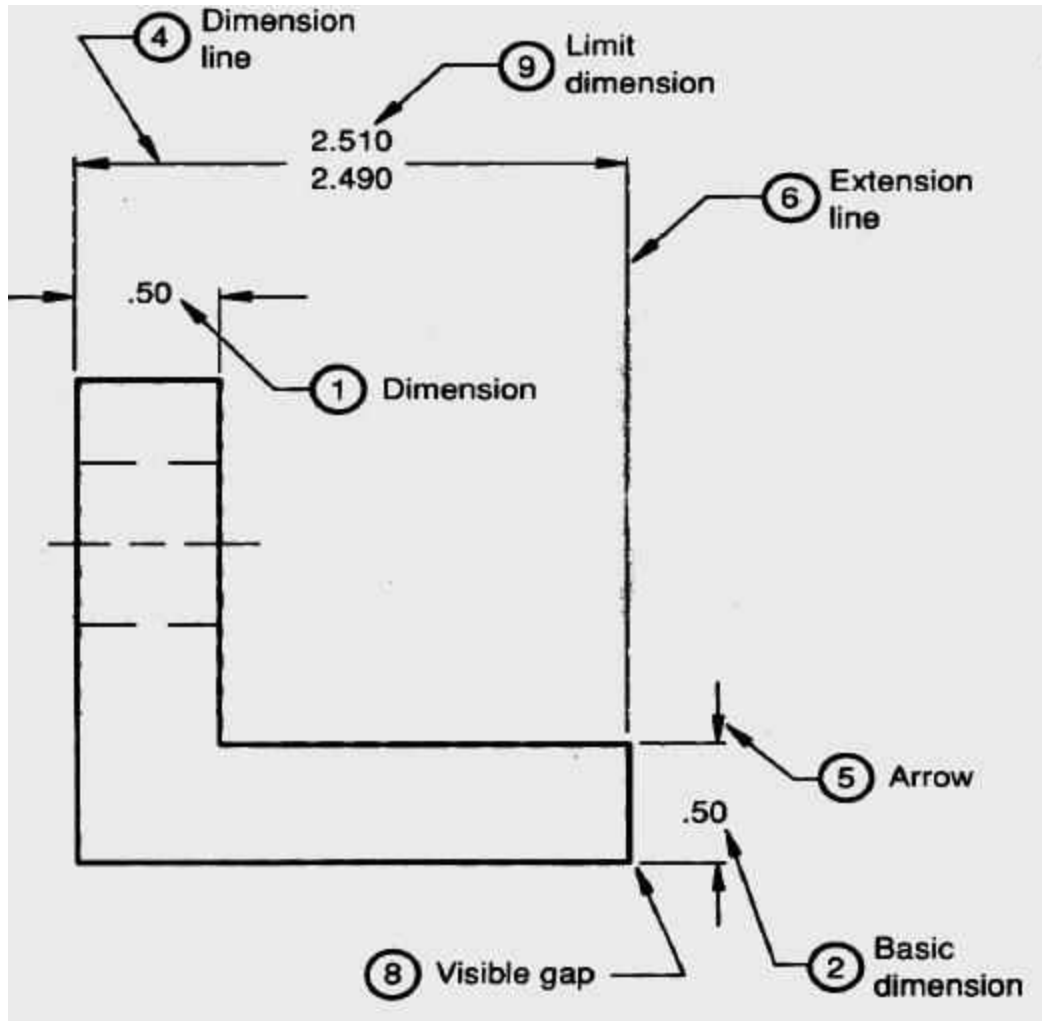 4 Dimension
line
9 Limit
dimension
2.510
2.490
6 Extension
line
.50
1 Dimension
5 Arrow
.50
8 Visible gap
2 Basic
dimension